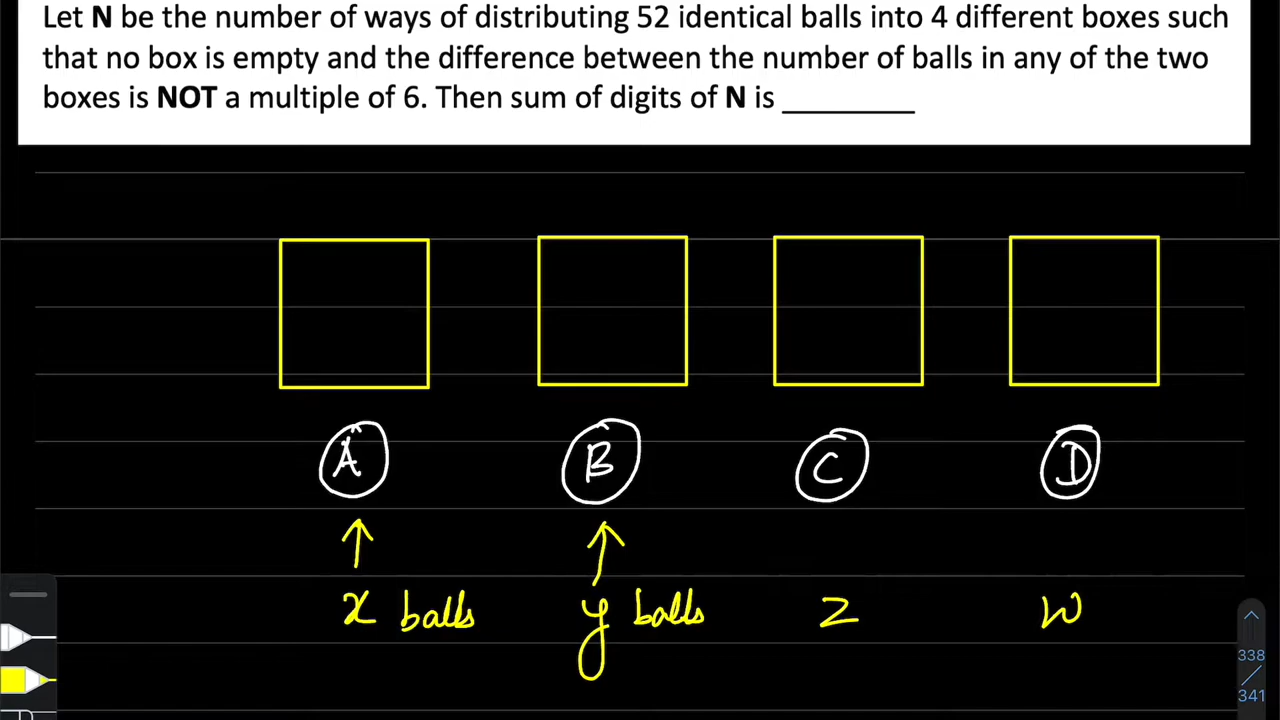 Let N be the number of ways of distributing 52 identical balls into 4 different boxes such
that no box is empty and the difference between the number of balls in any of the two
boxes is NOT a multiple of 6. Then sum of digits of N is __________
A B C D
x balls y balls z w
338
341